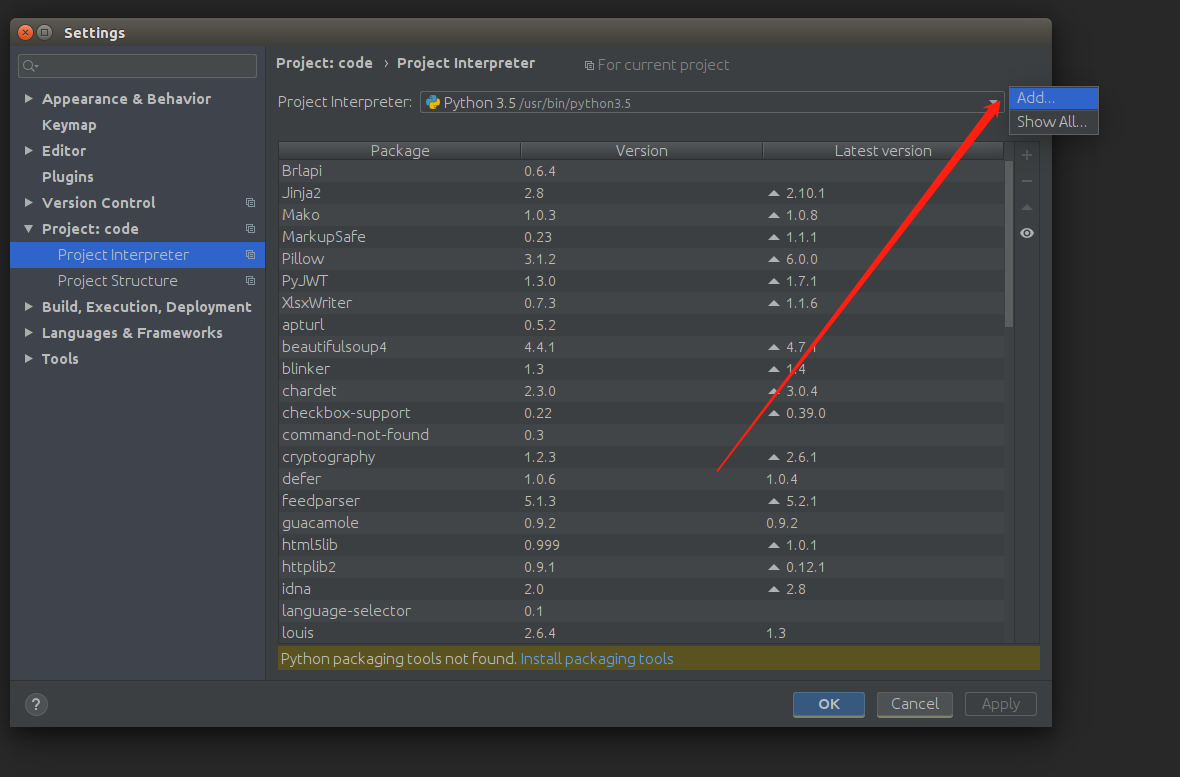 Settings
Project: code › Project Interpreter For current project
Appearance & Behavior
Keymap
Editor
Plugins
Version Control
Project: code
Project Interpreter
Project Structure
Build, Execution, Deployment
Languages & Frameworks
Tools
Project Interpreter: Python 3.5 /usr/bin/python3.5
Add...
Show All...
Package Version Latest version
Brlapi 0.6.4
Jinja2 2.8 2.10.1
Mako 1.0.3 1.0.8
MarkupSafe 0.23 1.1.1
Pillow 3.1.2 6.0.0
PyJWT 1.3.0 1.7.1
XlsxWriter 0.7.3 1.1.6
apturl 0.5.2
beautifulsoup4 4.4.1 4.7.1
blinker 1.3 1.4
chardet 2.3.0 3.0.4
checkbox-support 0.22 0.39.0
command-not-found 0.3
cryptography 1.2.3 2.6.1
defer 1.0.6 1.0.4
feedparser 5.1.3 5.2.1
guacamole 0.9.2 0.9.2
html5lib 0.999 1.0.1
httplib2 0.9.1 0.12.1
idna 2.0 2.8
language-selector 0.1
louis 2.6.4 1.3
Python packaging tools not found. Install packaging tools
?
OK Cancel Apply